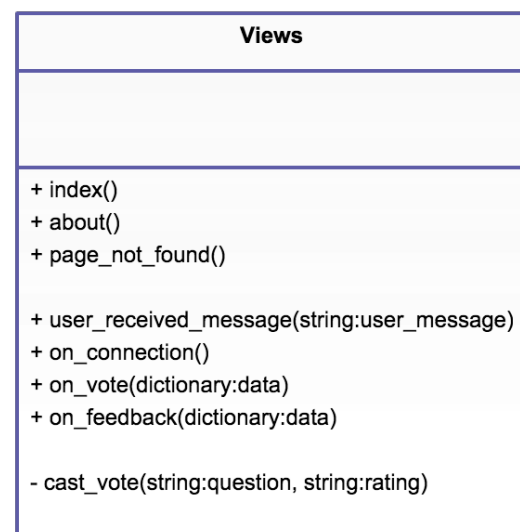 Views
+ index()
+ about()
+ page_not_found()
+ user_received_message(string:user_message)
+ on_connection()
+ on_vote(dictionary:data)
+ on_feedback(dictionary:data)
- cast_vote(string:question, string:rating)